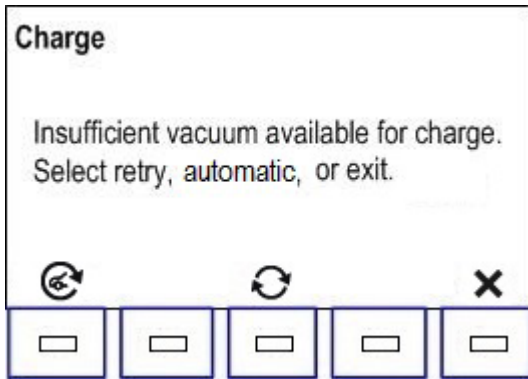 Charge
Insufficient vacuum available for charge.
Select retry, automatic, or exit.